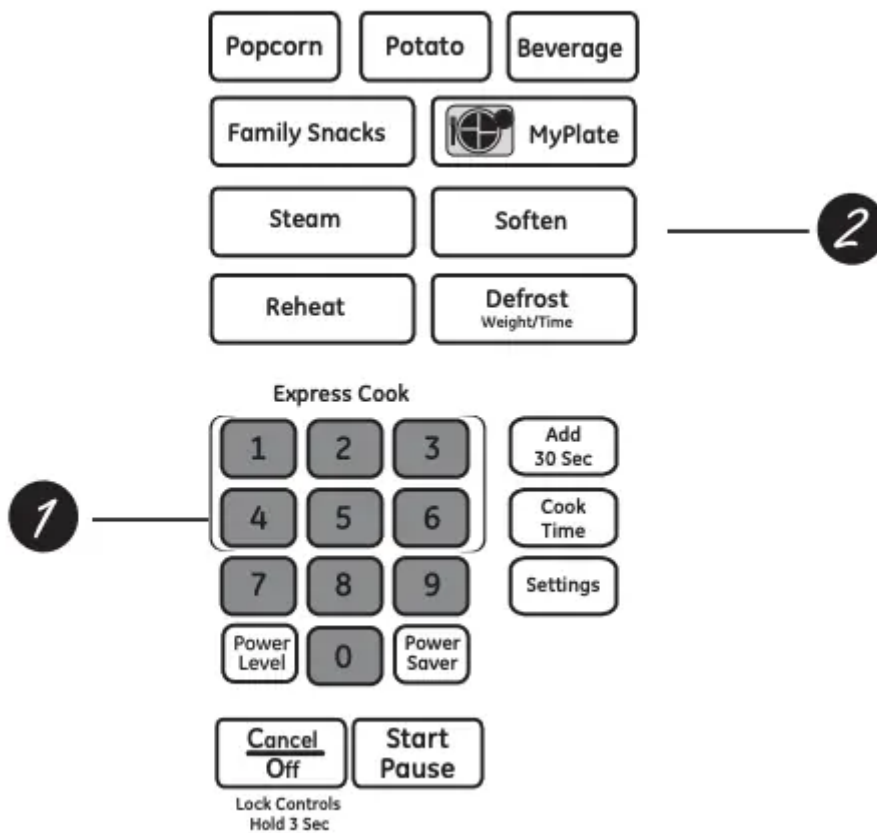 Popcorn Potato Beverage
Family Snacks MyPlate
Steam Soften
2
Reheat Defrost
Weight/Time
Express Cook
1 2 3 Add
30 Sec
1
4 5 6 Cook
Time
7 8 9 Settings
Power
Level
0
Power
Saver
Cancel
Off
Start
Pause
Lock Controls
Hold 3 Sec